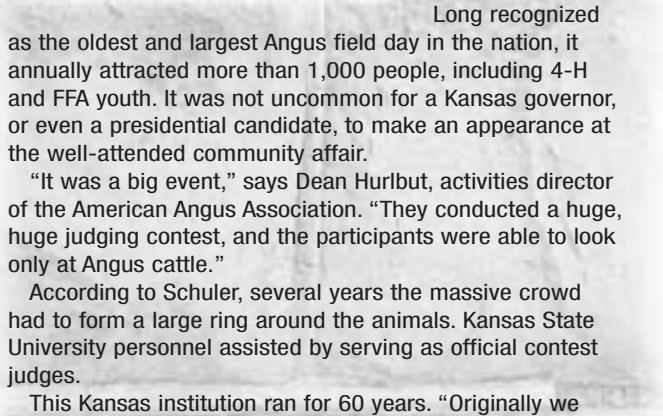 Long recognized
as the oldest and largest Angus field day in the nation, it
annually attracted more than 1,000 people, including 4-H
and FFA youth. It was not uncommon for a Kansas governor,
or even a presidential candidate, to make an appearance at
the well-attended community affair.
“It was a big event,” says Dean Hurlbut, activities director
of the American Angus Association. “They conducted a huge,
huge judging contest, and the participants were able to look
only at Angus cattle.”
According to Schuler, several years the massive crowd
had to form a large ring around the animals. Kansas State
University personnel assisted by serving as official contest
judges.
This Kansas institution ran for 60 years. “Originally we